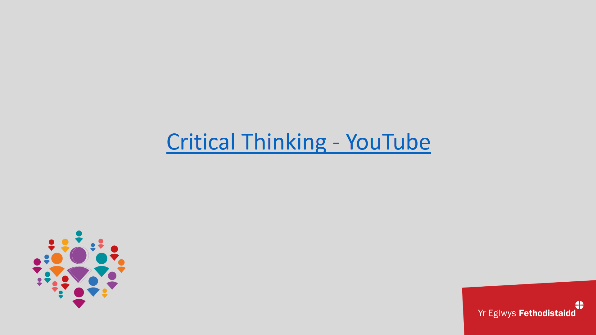 Critical Thinking - YouTube
Yr Eglwys Fethodistaidd